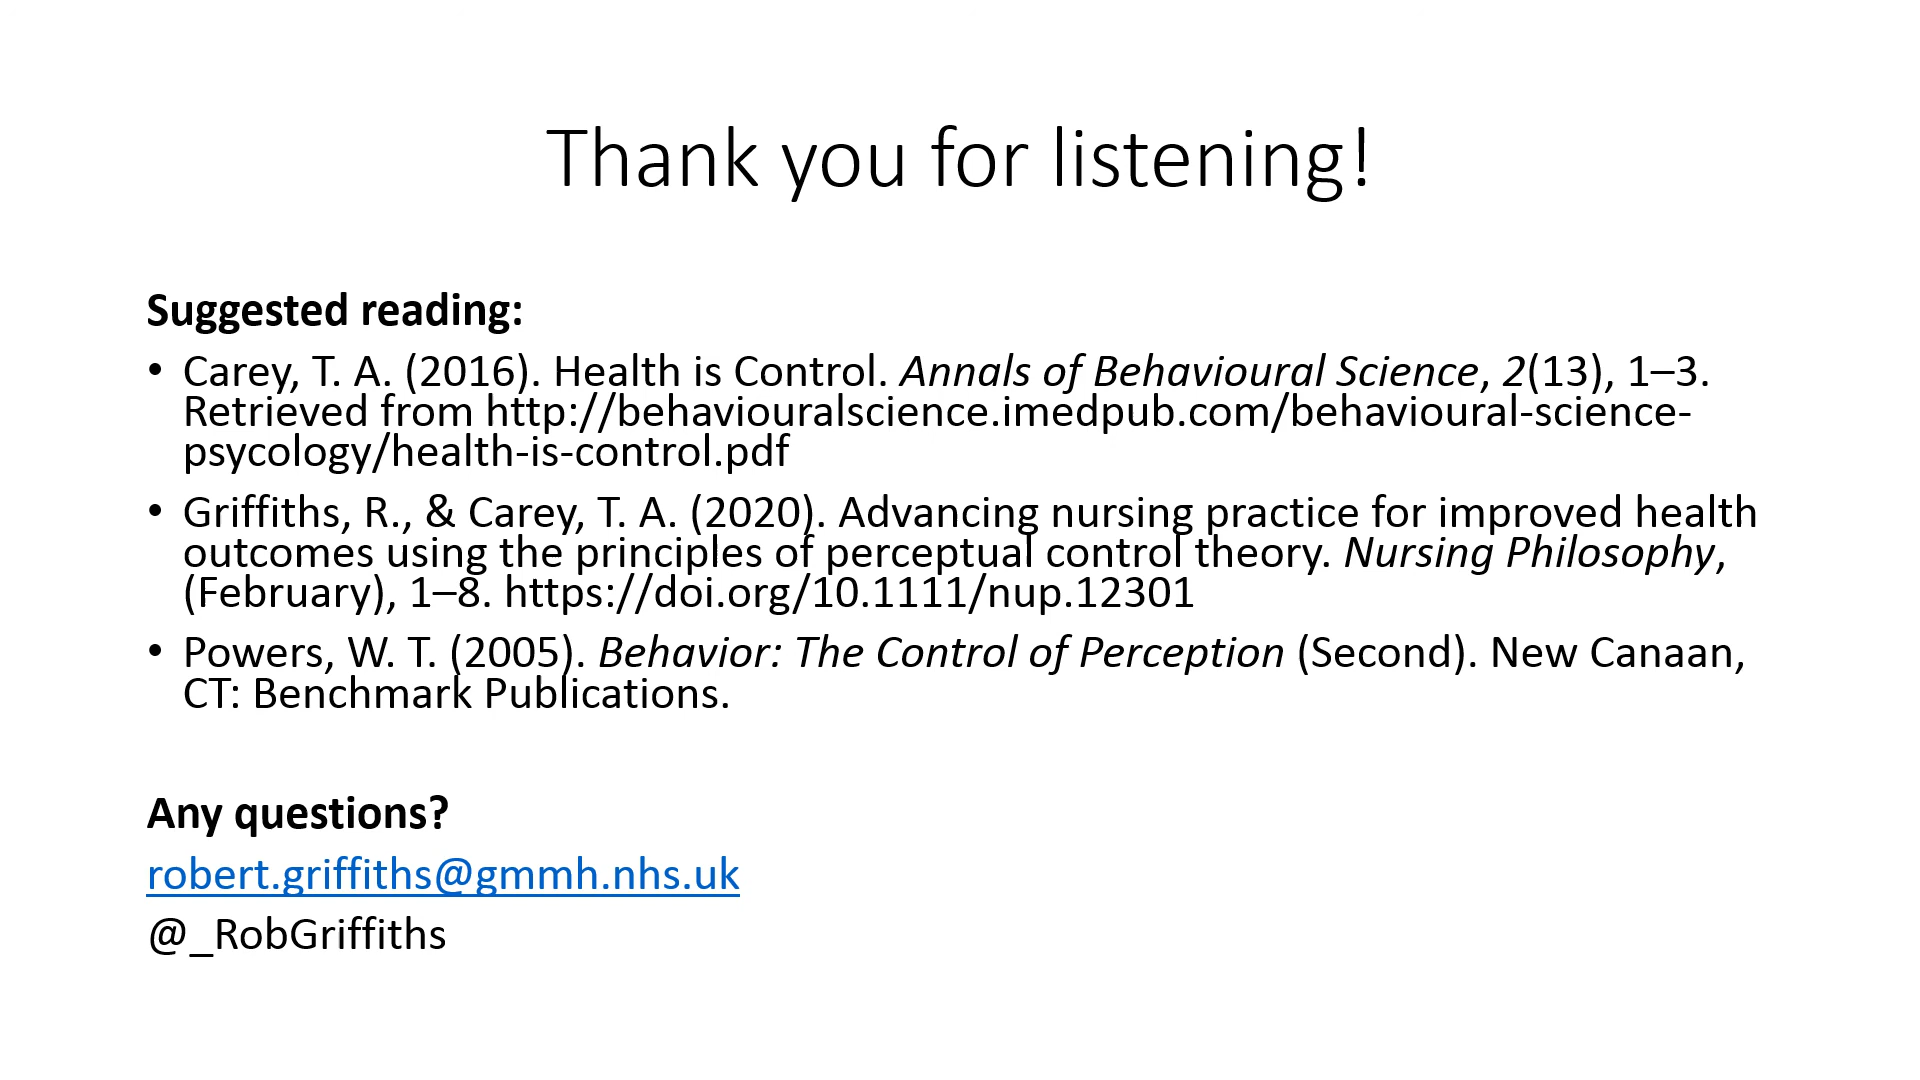 Thank you for listening!
Suggested reading:
• Carey, T. A. (2016). Health is Control. Annals of Behavioural Science, 2(13), 1–3.
Retrieved from http://behaviouralscience.imedpub.com/behavioural-science-
psycology/health-is-control.pdf
• Griffiths, R., & Carey, T. A. (2020). Advancing nursing practice for improved health
outcomes using the principles of perceptual control theory. Nursing Philosophy,
(February), 1–8. https://doi.org/10.1111/nup.12301
• Powers, W. T. (2005). Behavior: The Control of Perception (Second). New Canaan,
CT: Benchmark Publications.
Any questions?
robert.griffiths@gmmh.nhs.uk
@_RobGriffiths